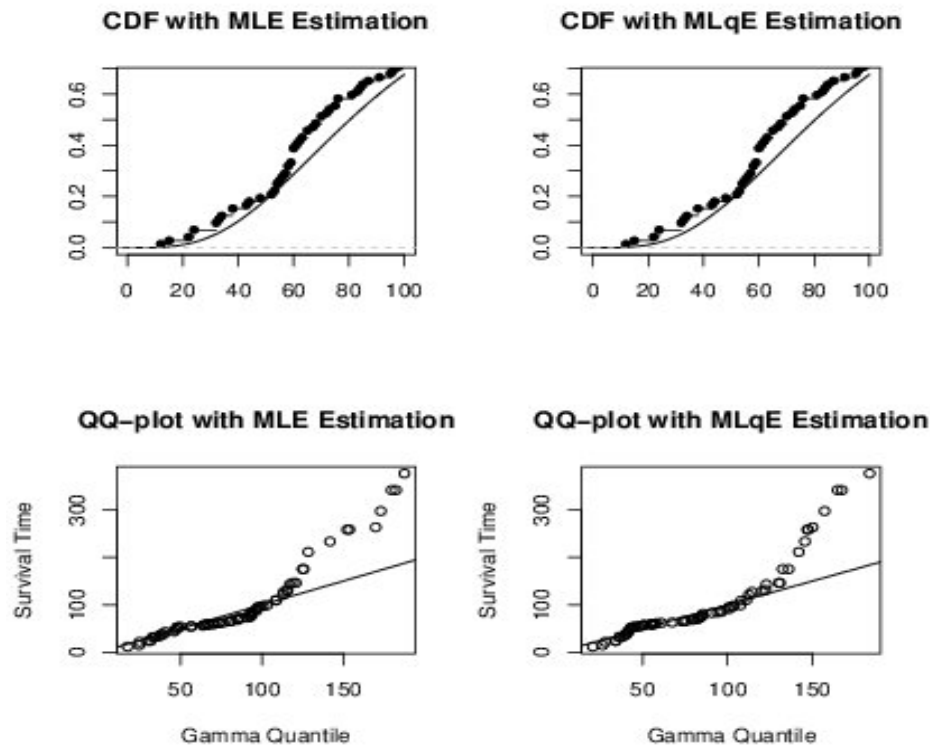 CDF with MLE Estimation
CDF with MLqE Estimation
0.6
0.4
0.2
0.0
0 20 40 60 80 100
0.6
0.4
0.2
0.0
0 20 40 60 80 100
QQ−plot with MLE Estimation
QQ−plot with MLqE Estimation
Survival Time
300
100
0
50 100 150
Gamma Quantile
Survival Time
300
100
0
50 100 150
Gamma Quantile